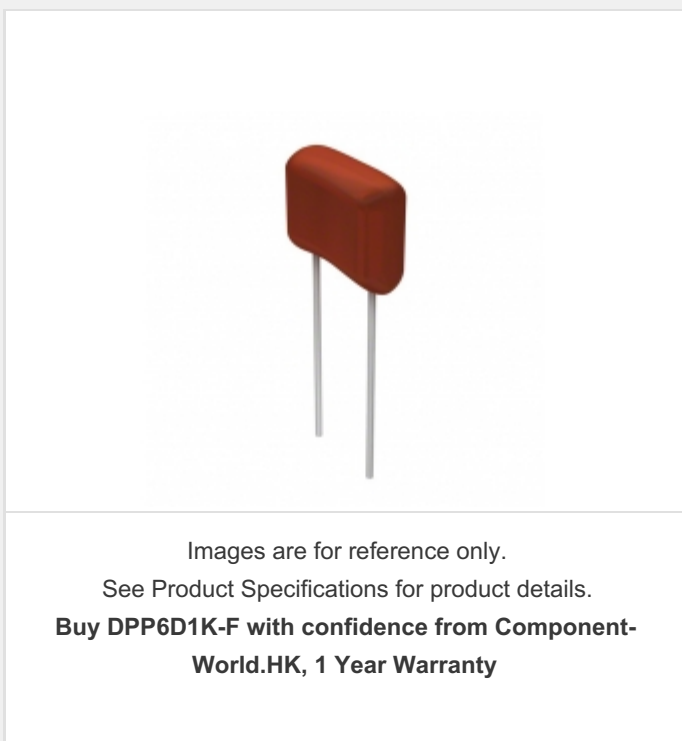 Images are for reference only.
See Product Specifications for product details.
Buy DPP6D1K-F with confidence from Component-
World.HK, 1 Year Warranty